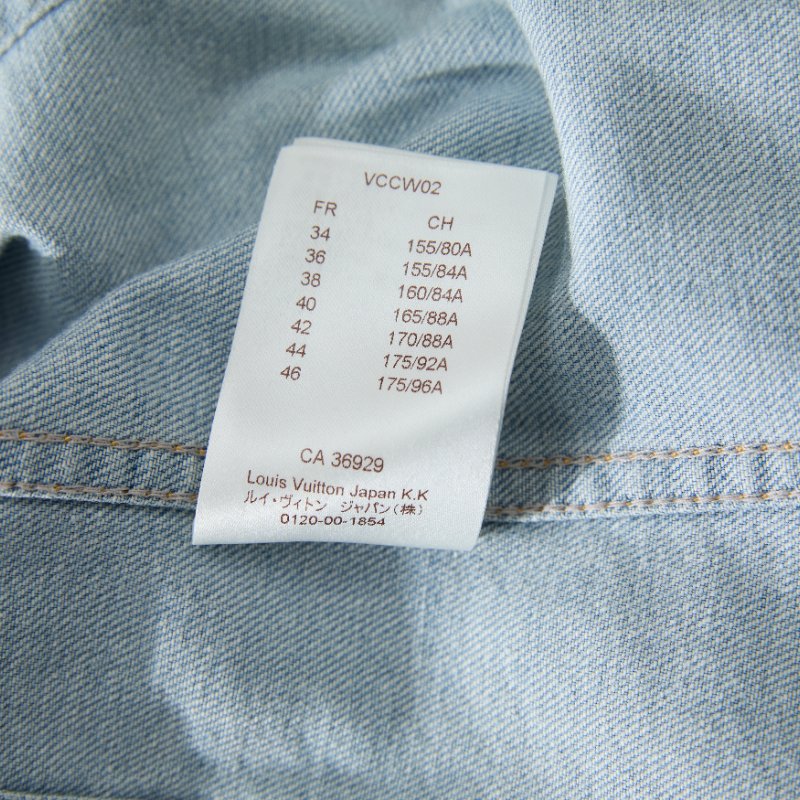 VCCW02
FR CH
34 155/80A
36 155/84A
38 160/84A
40 165/88A
42 170/88A
44 175/92A
46 175/96A
CA 36929
Louis Vuitton Japan K.K
ルイ・ヴィトン ジャパン(株)
0120-00-1854